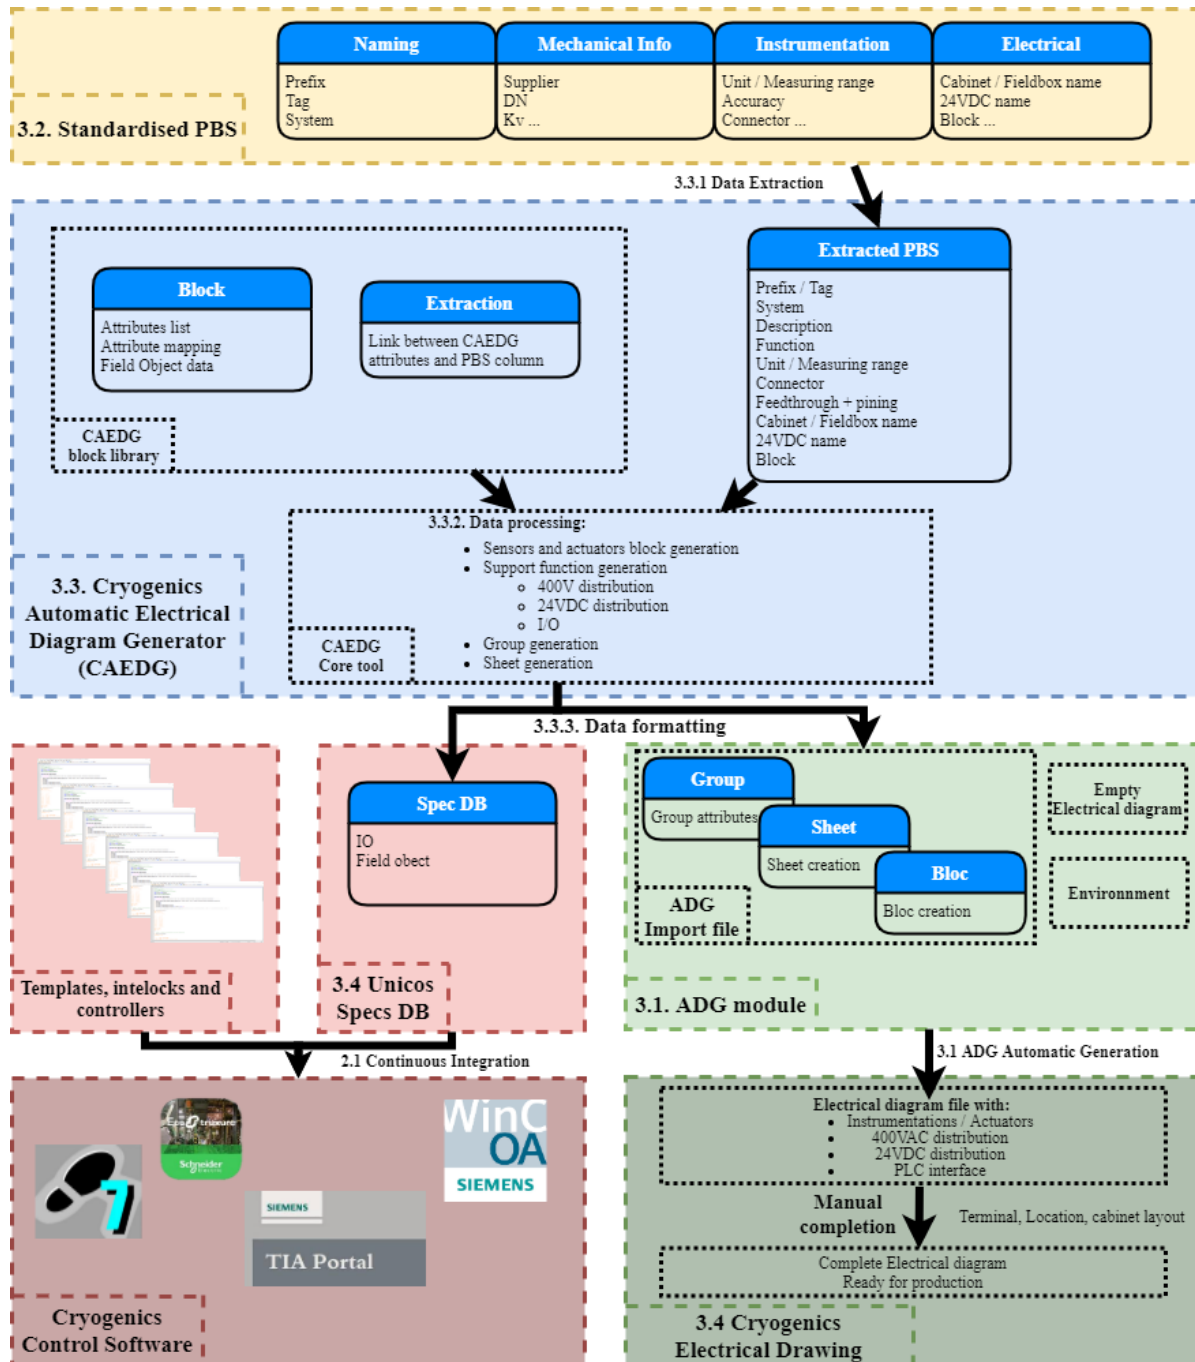 Naming
Prefix
Tag
System
Mechanical Info
Supplier
DN
Kv ...
Instrumentation
Unit / Measuring range
Accuracy
Connector ...
Electrical
Cabinet / Fieldbox name
24VDC name
Block ...
3.2. Standardised PBS
3.3.1 Data Extraction
Block
Attributes list
Attribute mapping
Field Object data
Extraction
Link between CAEDG
attributes and PBS column
CAEDG
block library
Extracted PBS
Prefix / Tag
System
Description
Function
Unit / Measuring range
Connector
Feedthrough + pining
Cabinet / Fieldbox name
24VDC name
Block
3.3.2. Data processing:
Sensors and actuators block generation
Support function generation
400V distribution
24VDC distribution
I/O
Group generation
Sheet generation
CAEDG
Core tool
3.3. Cryogenics
Automatic Electrical
Diagram Generator
(CAEDG)
3.3.3. Data formatting
Templates, intelocks and
controllers
Spec DB
IO
Field obect
3.4 Unicos
Specs DB
Group
Group attributes
Sheet
Sheet creation
Bloc
Bloc creation
ADG
Import file
Empty
Electrical diagram
Environnment
3.1. ADG module
2.1 Continuous Integration
3.1 ADG Automatic Generation
7
Schneider
WinC
OA
SIEMENS
SIEMENS
TIA Portal
Cryogenics
Control Software
Electrical diagram file with:
Instrumentations / Actuators
400VAC distribution
24VDC distribution
PLC interface
Manual
completion
Terminal, Location, cabinet layout
Complete Electrical diagram
Ready for production
3.4 Cryogenics
Electrical Drawing